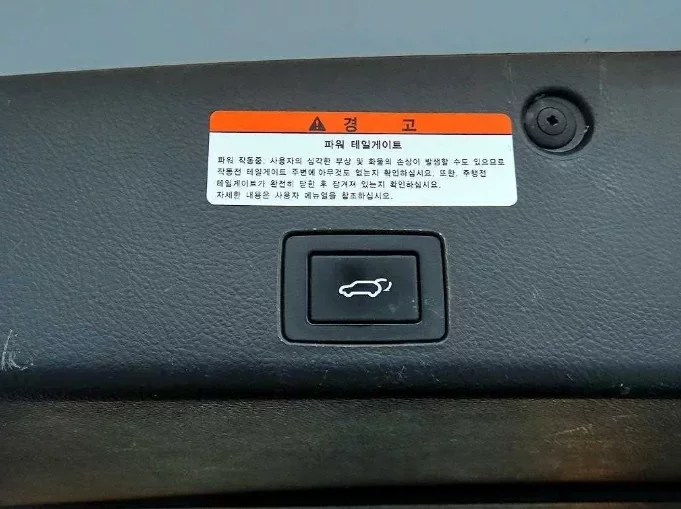 경 고
파워 테일게이트
파워 작동중, 사용자의 심각한 부상 및 화물의 손상이 발생할 수도 있으므로
작동전 테일게이트 주변에 아무것도 없는지 확인하십시요. 또한, 주행전
테일게이트가 완전히 닫힌 후 잠겨져 있는지 확인하십시요.
자세한 내용은 사용자 메뉴얼을 참조하십시오.